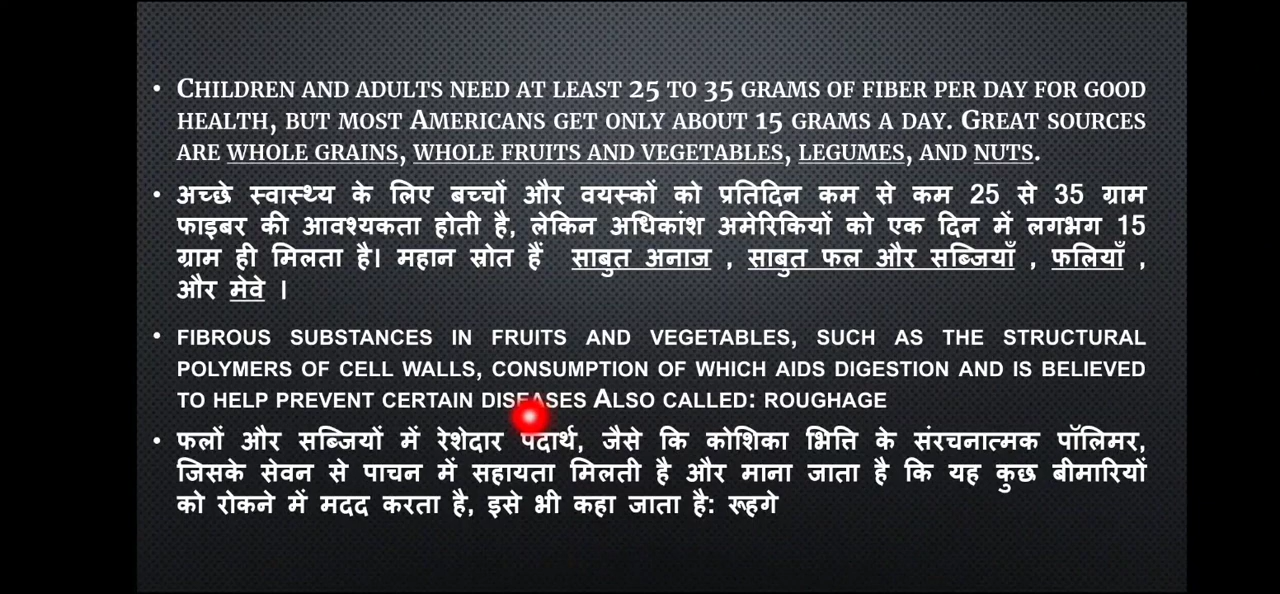 • CHILDREN AND ADULTS NEED AT LEAST 25 TO 35 GRAMS OF FIBER PER DAY FOR GOOD
HEALTH, BUT MOST AMERICANS GET ONLY ABOUT 15 GRAMS A DAY. GREAT SOURCES
ARE WHOLE GRAINS, WHOLE FRUITS AND VEGETABLES, LEGUMES, AND NUTS.
• अच्छे स्वास्थ्य के लिए बच्चों और वयस्कों को प्रतिदिन कम से कम 25 से 35 ग्राम
फाइबर की आवश्यकता होती है, लेकिन अधिकांश अमेरिकियों को एक दिन में लगभग 15
ग्राम ही मिलता है। महान स्रोत हैं साबुत अनाज , साबुत फल और सब्जियाँ , फलियाँ ,
और मेवे ।
• FIBROUS SUBSTANCES IN FRUITS AND VEGETABLES, SUCH AS THE STRUCTURAL
POLYMERS OF CELL WALLS, CONSUMPTION OF WHICH AIDS DIGESTION AND IS BELIEVED
TO HELP PREVENT CERTAIN DISEASES ALSO CALLED: ROUGHAGE
• फलों और सब्जियों में रेशेदार पदार्थ, जैसे कि कोशिका भित्ति के संरचनात्मक पॉलिमर,
जिसके सेवन से पाचन में सहायता मिलती है और माना जाता है कि यह कुछ बीमारियों
को रोकने में मदद करता है, इसे भी कहा जाता है: रूहगे